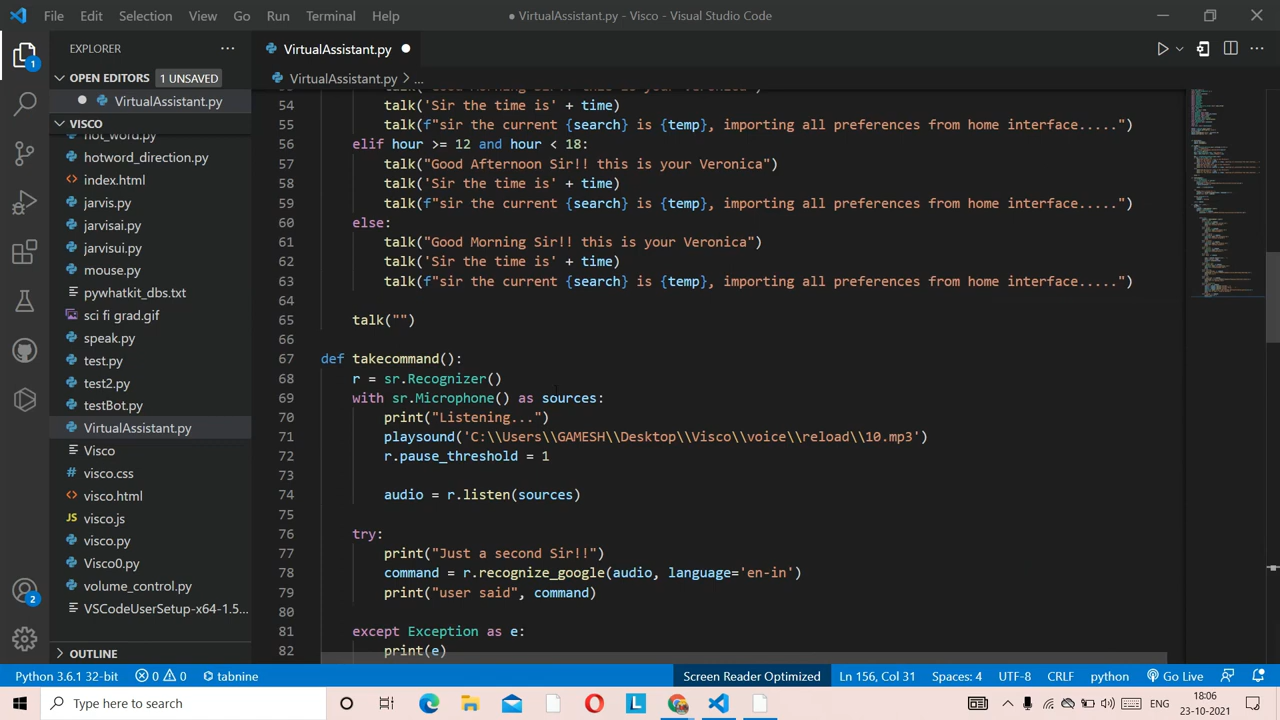 File Edit Selection View Go Run Terminal Help
● VirtualAssistant.py - Visco - Visual Studio Code
EXPLORER
OPEN EDITORS 1 UNSAVED
VirtualAssistant.py
VISCO
hot_word.py
hotword_direction.py
index.html
jarvis.py
jarvisai.py
jarvisui.py
mouse.py
pywhatkit_dbs.txt
sci fi grad.gif
speak.py
test.py
test2.py
testBot.py
VirtualAssistant.py
Visco
visco.css
visco.html
visco.js
visco.py
Visco0.py
volume_control.py
VSCodeUserSetup-x64-1.5...
OUTLINE
1
2
VirtualAssistant.py
VirtualAssistant.py > ...
54 talk('Sir the time is' + time)
55 talk(f"sir the current {search} is {temp}, importing all preferences from home interface.....")
56 elif hour >= 12 and hour < 18:
57 talk("Good Afternoon Sir!! this is your Veronica")
58 talk('Sir the time is' + time)
59 talk(f"sir the current {search} is {temp}, importing all preferences from home interface.....")
60 else:
61 talk("Good Morning Sir!! this is your Veronica")
62 talk('Sir the time is' + time)
63 talk(f"sir the current {search} is {temp}, importing all preferences from home interface.....")
64
65 talk("")
66
67 def takecommand():
68 r = sr.Recognizer()
69 with sr.Microphone() as sources:
70 print("Listening...")
71 playsound('C:\\Users\\GAMESH\\Desktop\\Visco\\voice\\reload\\10.mp3')
72 r.pause_threshold = 1
73
74 audio = r.listen(sources)
75
76 try:
77 print("Just a second Sir!!")
78 command = r.recognize_google(audio, language='en-in')
79 print("user said", command)
80
81 except Exception as e:
82 print(e)
Python 3.6.1 32-bit 0 0 tabnine Screen Reader Optimized Ln 156, Col 31 Spaces: 4 UTF-8 CRLF python Go Live
Type here to search
ENG
18:06
23-10-2021